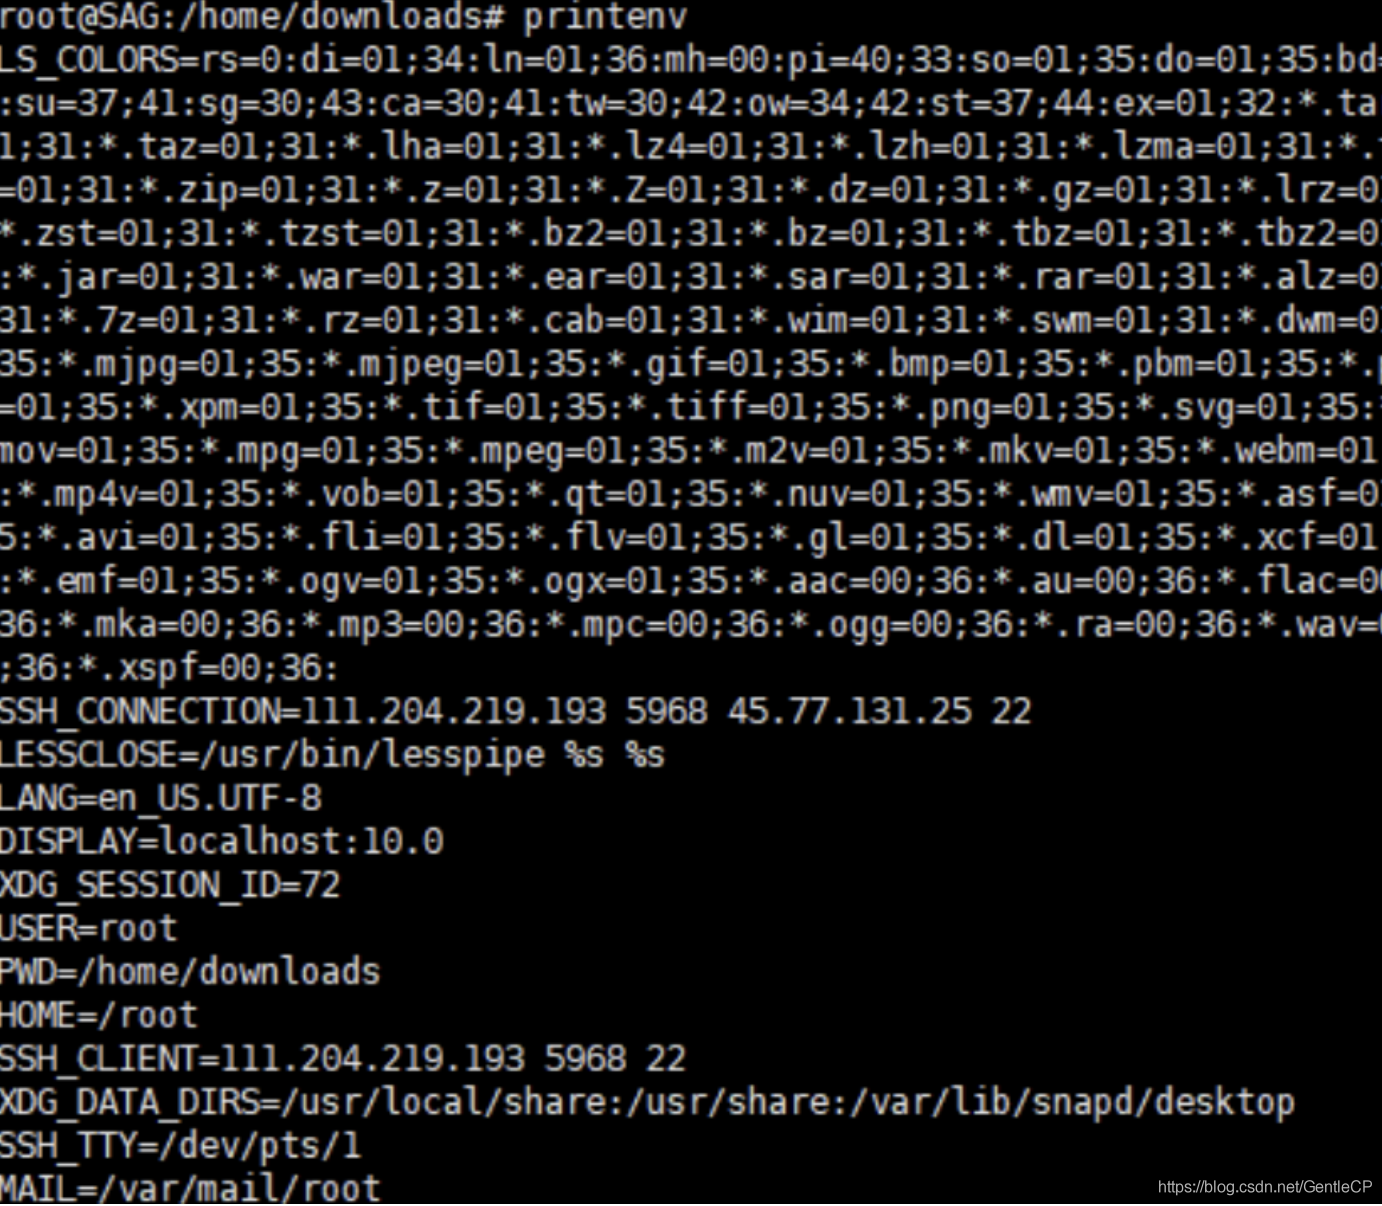 root@SAG:/home/downloads# printenv
LS_COLORS=rs=0:di=01;34:ln=01;36:mh=00:pi=40;33:so=01;35:do=01;35:bd=
:su=37;41:sg=30;43:ca=30;41:tw=30;42:ow=34;42:st=37;44:ex=01;32:*.ta
1;31:*.taz=01;31:*.lha=01;31:*.lz4=01;31:*.lzh=01;31:*.lzma=01;31:*.
=01;31:*.zip=01;31:*.z=01;31:*.Z=01;31:*.dz=01;31:*.gz=01;31:*.lrz=0
*.zst=01;31:*.tzst=01;31:*.bz2=01;31:*.bz=01;31:*.tbz=01;31:*.tbz2=0
:*.jar=01;31:*.war=01;31:*.ear=01;31:*.sar=01;31:*.rar=01;31:*.alz=0
31:*.7z=01;31:*.rz=01;31:*.cab=01;31:*.wim=01;31:*.swm=01;31:*.dwm=0
35:*.mjpg=01;35:*.mjpeg=01;35:*.gif=01;35:*.bmp=01;35:*.pbm=01;35:*.
=01;35:*.xpm=01;35:*.tif=01;35:*.tiff=01;35:*.png=01;35:*.svg=01;35:
mov=01;35:*.mpg=01;35:*.mpeg=01;35:*.m2v=01;35:*.mkv=01;35:*.webm=01
:*.mp4v=01;35:*.vob=01;35:*.qt=01;35:*.nuv=01;35:*.wmv=01;35:*.asf=0
5:*.avi=01;35:*.fli=01;35:*.flv=01;35:*.gl=01;35:*.dl=01;35:*.xcf=01
:*.emf=01;35:*.ogv=01;35:*.ogx=01;35:*.aac=00;36:*.au=00;36:*.flac=0
36:*.mka=00;36:*.mp3=00;36:*.mpc=00;36:*.ogg=00;36:*.ra=00;36:*.wav=
;36:*.xspf=00;36:
SSH_CONNECTION=111.204.219.193 5968 45.77.131.25 22
LESSCLOSE=/usr/bin/lesspipe %s %s
LANG=en_US.UTF-8
DISPLAY=localhost:10.0
XDG_SESSION_ID=72
USER=root
PWD=/home/downloads
HOME=/root
SSH_CLIENT=111.204.219.193 5968 22
XDG_DATA_DIRS=/usr/local/share:/usr/share:/var/lib/snapd/desktop
SSH_TTY=/dev/pts/1
MAIL=/var/mail/root
https://blog.csdn.net/GentleCP